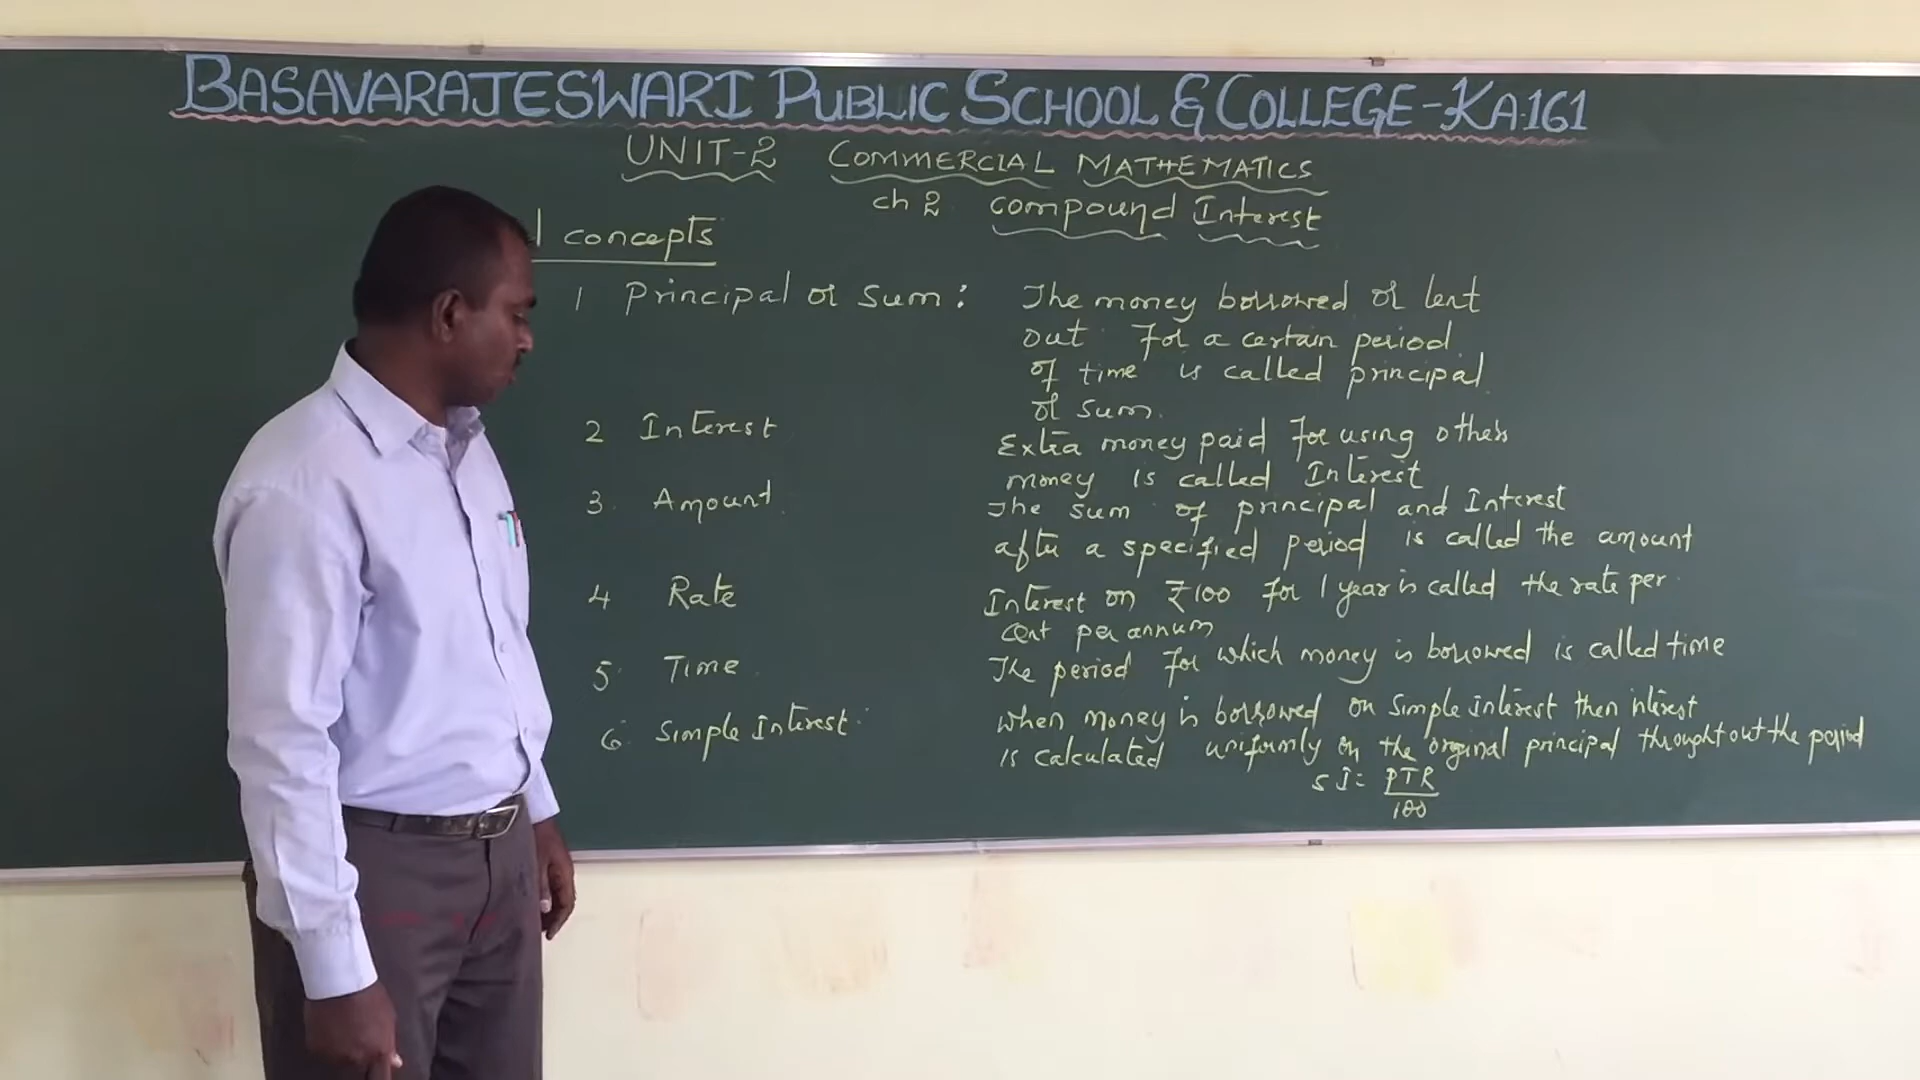 BASAVARAJESWARI PUBLIC SCHOOL & COLLEGE-KA161
UNIT-2 COMMERCIAL MATHEMATICS
ch 2 compound Interest
concepts
1 Principal or Sum: The money borrowed or lent
out for a certain period
of time is called principal
or sum.
2 Interest Extra money paid for using others
money is called Interest
3. Amount. The sum of principal and Interest
after a specified period is called the amount
4 Rate Interest on ₹100 for 1 year is called the rate per
cent per annum
5. Time The period for which money is borrowed is called time
6. Simple Interest. when money is borrowed on simple interest then interest
is calculated uniformly on the orginal principal throughtout the period
SI= PTR
100